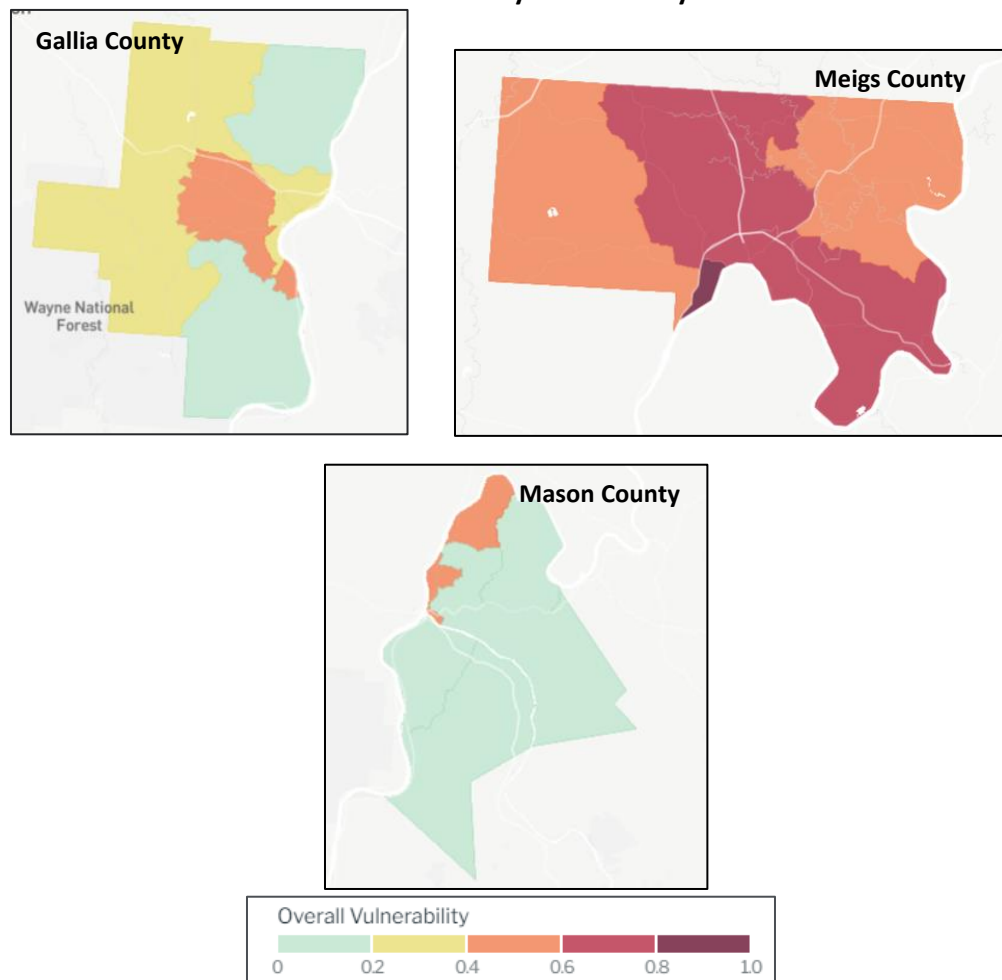 Gallia County
Wayne National
Forest
Meigs County
Mason County
Overall Vulnerability
0 0.2 0.4 0.6 0.8 1.0